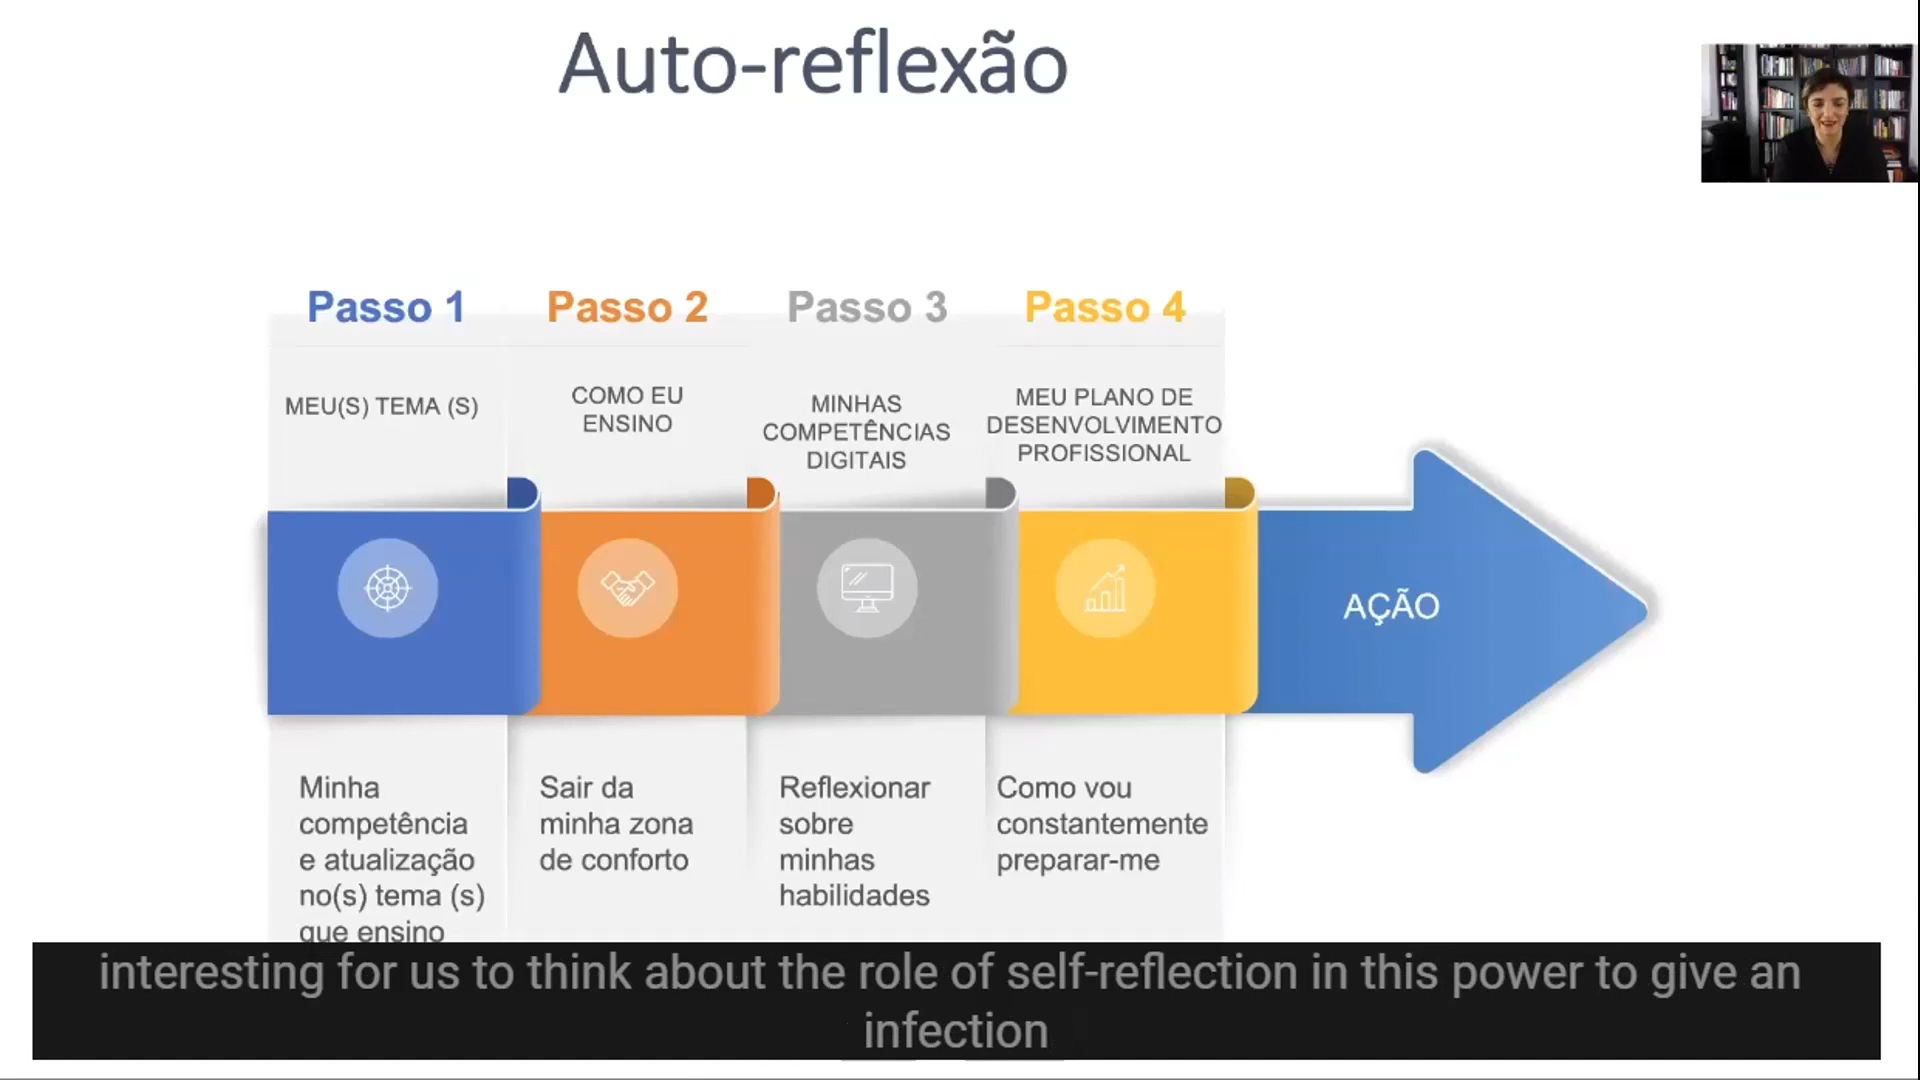 Auto-reflexão
Passo 1
Passo 2
Passo 3
Passo 4
MEU(S) TEMA (S)
COMO EU
ENSINO
MINHAS
COMPETÊNCIAS
DIGITAIS
MEU PLANO DE
DESENVOLVIMENTO
PROFISSIONAL
AÇÃO
Minha
competência
e atualização
no(s) tema (s)
que ensino
Sair da
minha zona
de conforto
Reflexionar
sobre
minhas
habilidades
Como vou
constantemente
preparar-me
interesting for us to think about the role of self-reflection in this power to give an
infection